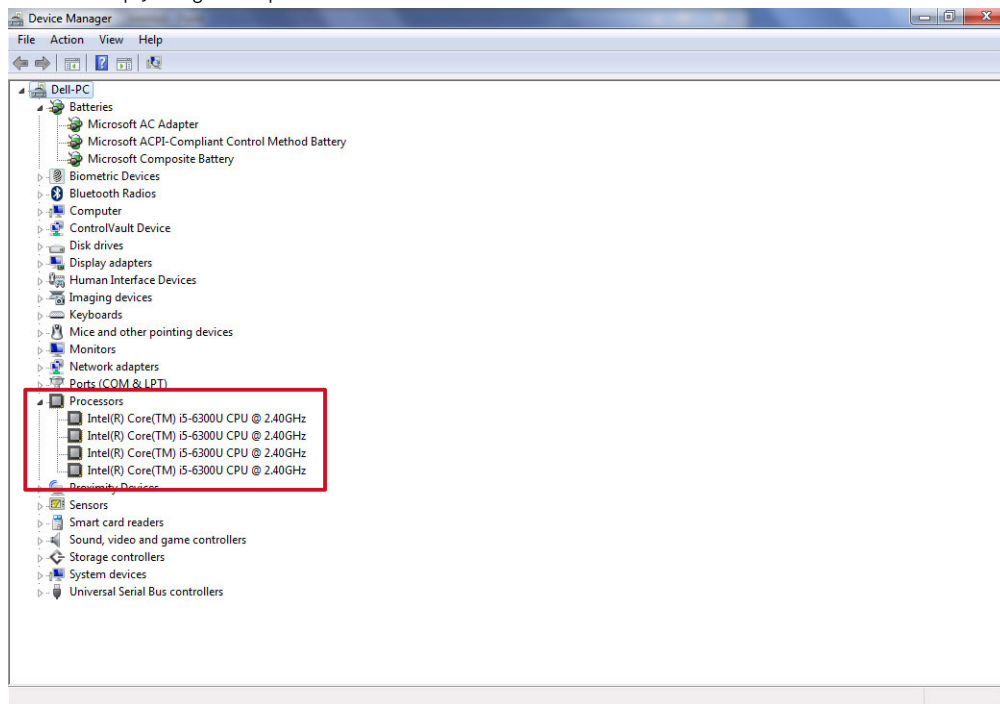 Device Manager
File Action View Help
Dell-PC
Batteries
Microsoft AC Adapter
Microsoft ACPI-Compliant Control Method Battery
Microsoft Composite Battery
Biometric Devices
Bluetooth Radios
Computer
ControlVault Device
Disk drives
Display adapters
Human Interface Devices
Imaging devices
Keyboards
Mice and other pointing devices
Monitors
Network adapters
Ports (COM & LPT)
Processors
Intel(R) Core(TM) i5-6300U CPU @ 2.40GHz
Intel(R) Core(TM) i5-6300U CPU @ 2.40GHz
Intel(R) Core(TM) i5-6300U CPU @ 2.40GHz
Intel(R) Core(TM) i5-6300U CPU @ 2.40GHz
Proximity Devices
Sensors
Smart card readers
Sound, video and game controllers
Storage controllers
System devices
Universal Serial Bus controllers